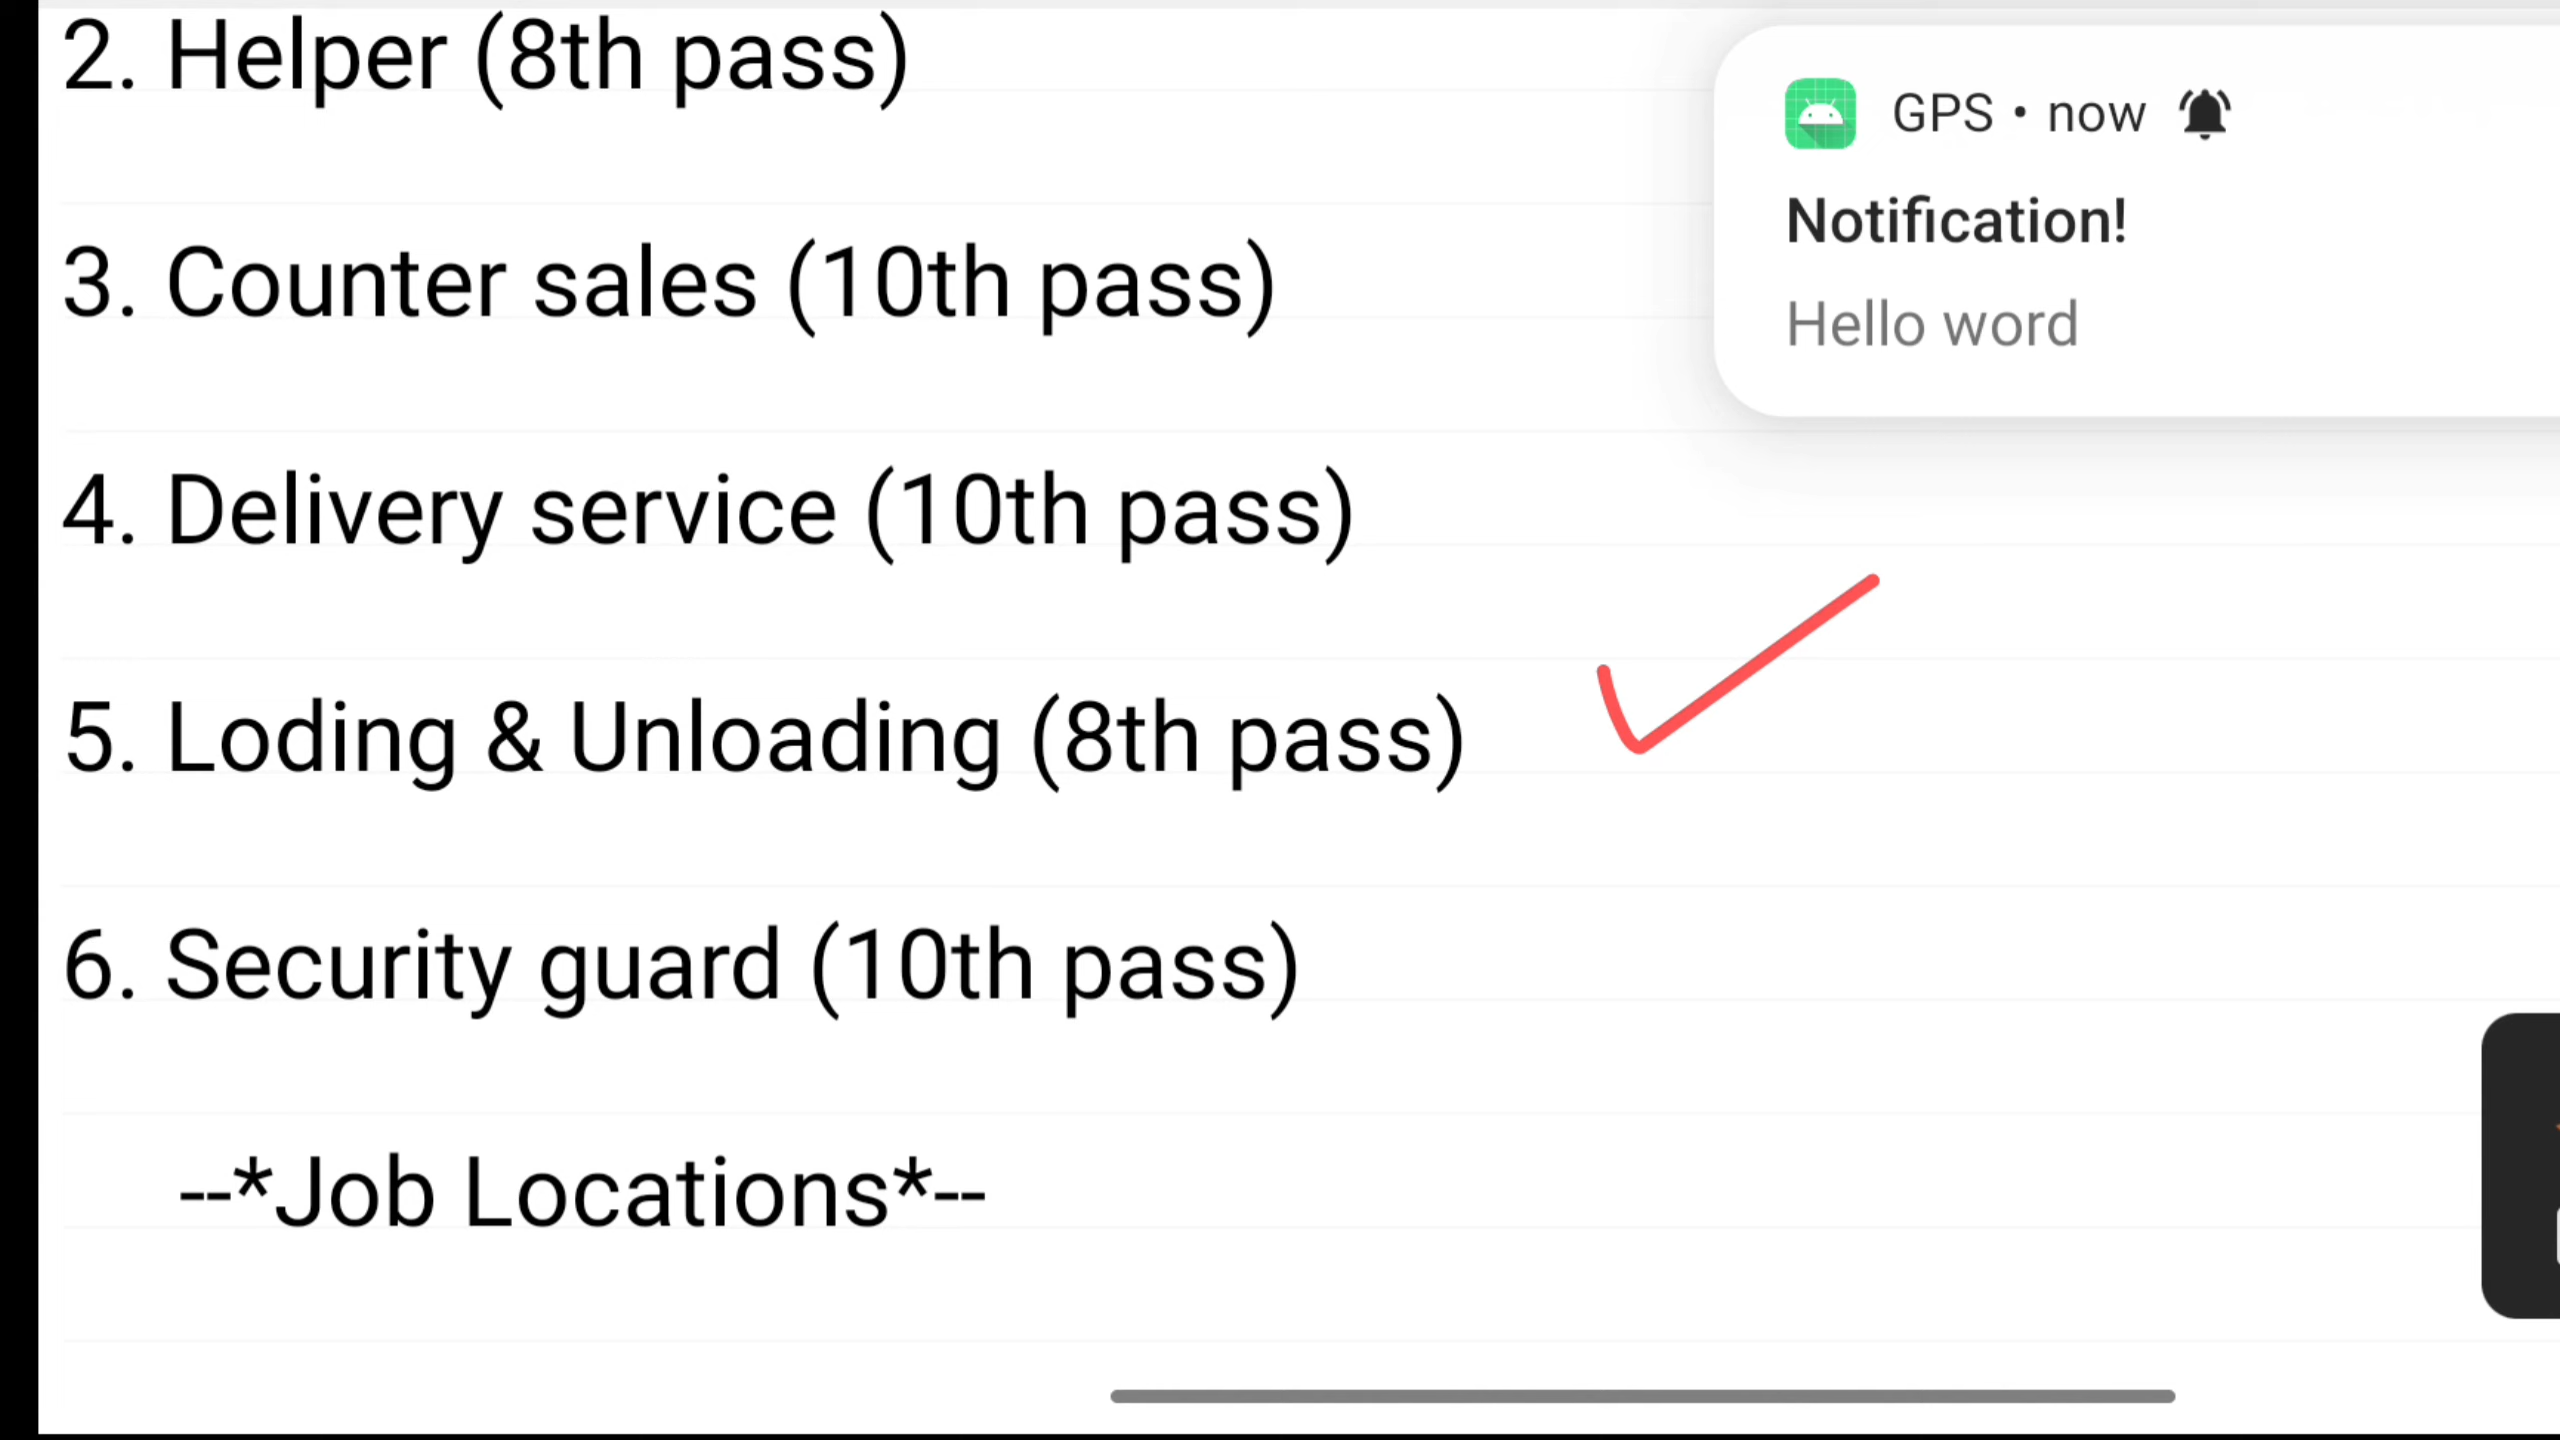 2. Helper (8th pass)
GPS • now
Notification!
Hello word
3. Counter sales (10th pass)
4. Delivery service (10th pass)
5. Loding & Unloading (8th pass)
6. Security guard (10th pass)
--*Job Locations*--